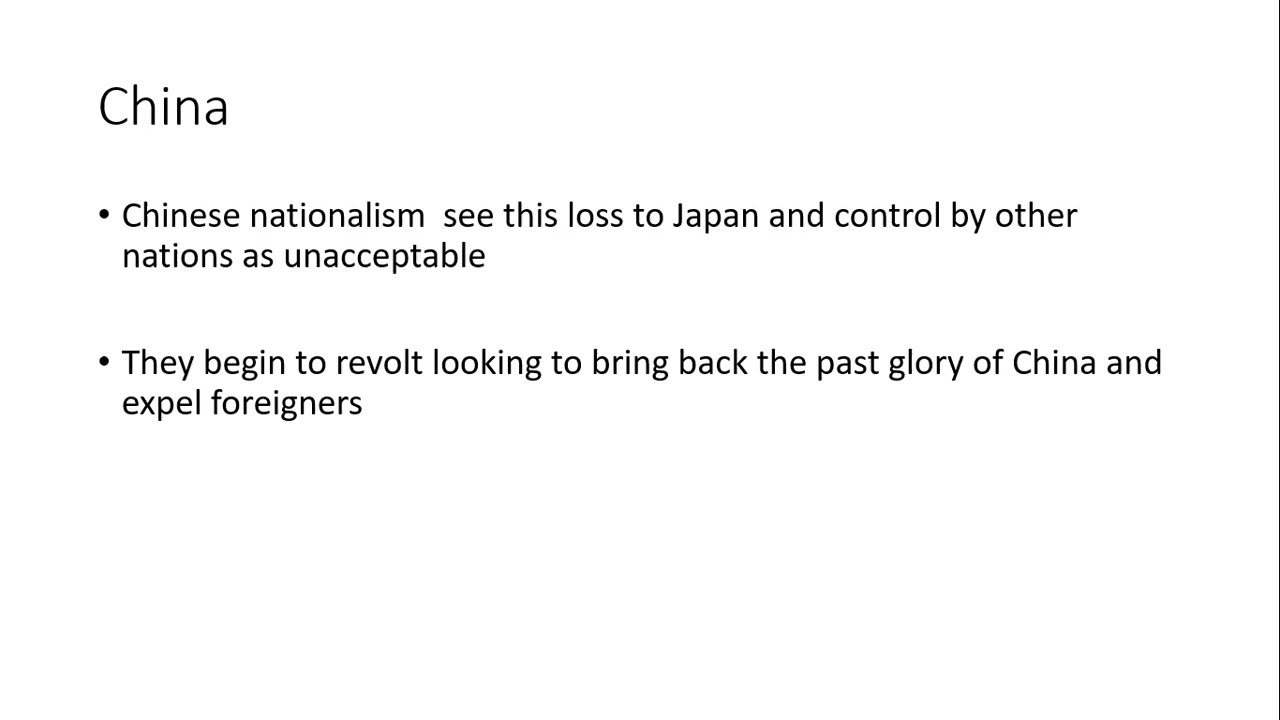 China
• Chinese nationalism  see this loss to Japan and control by other
nations as unacceptable
• They begin to revolt looking to bring back the past glory of China and
expel foreigners